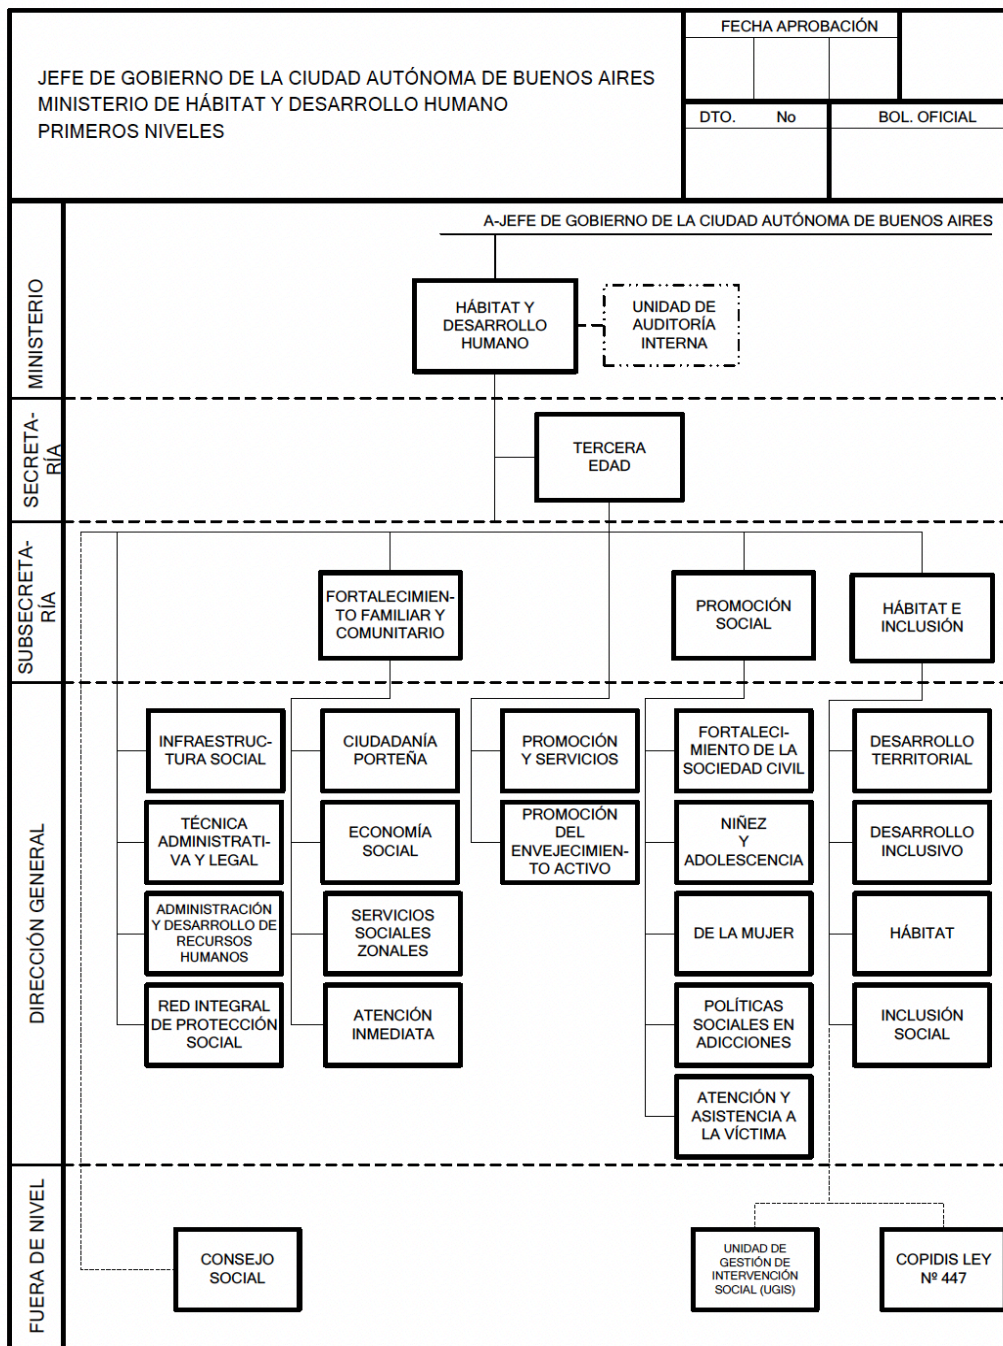 JEFE DE GOBIERNO DE LA CIUDAD AUTÓNOMA DE BUENOS AIRES
MINISTERIO DE HÁBITAT Y DESARROLLO HUMANO
PRIMEROS NIVELES
FECHA APROBACIÓN
DTO. No
BOL. OFICIAL
MINISTERIO
A-JEFE DE GOBIERNO DE LA CIUDAD AUTÓNOMA DE BUENOS AIRES
HÁBITAT Y
DESARROLLO
HUMANO
UNIDAD DE
AUDITORÍA
INTERNA
SECRETA-
RÍA
TERCERA
EDAD
SUBSECRETA-
RÍA
FORTALECIMIEN-
TO FAMILIAR Y
COMUNITARIO
PROMOCIÓN
SOCIAL
HÁBITAT E
INCLUSIÓN
DIRECCIÓN GENERAL
INFRAESTRUC-
TURA SOCIAL
TÉCNICA
ADMINISTRATI-
VA Y LEGAL
ADMINISTRACIÓN
Y DESARROLLO DE
RECURSOS
HUMANOS
RED INTEGRAL
DE PROTECCIÓN
SOCIAL
CIUDADANÍA
PORTEÑA
ECONOMÍA
SOCIAL
SERVICIOS
SOCIALES
ZONALES
ATENCIÓN
INMEDIATA
PROMOCIÓN
Y SERVICIOS
PROMOCIÓN
DEL
ENVEJECIMIEN-
TO ACTIVO
FORTALECI-
MIENTO DE LA
SOCIEDAD CIVIL
NIÑEZ
Y
ADOLESCENCIA
DE LA MUJER
POLÍTICAS
SOCIALES EN
ADICCIONES
ATENCIÓN Y
ASISTENCIA A
LA VÍCTIMA
DESARROLLO
TERRITORIAL
DESARROLLO
INCLUSIVO
HÁBITAT
INCLUSIÓN
SOCIAL
FUERA DE NIVEL
CONSEJO
SOCIAL
UNIDAD DE
GESTIÓN DE
INTERVENCIÓN
SOCIAL (UGIS)
COPIDIS LEY
Nº 447